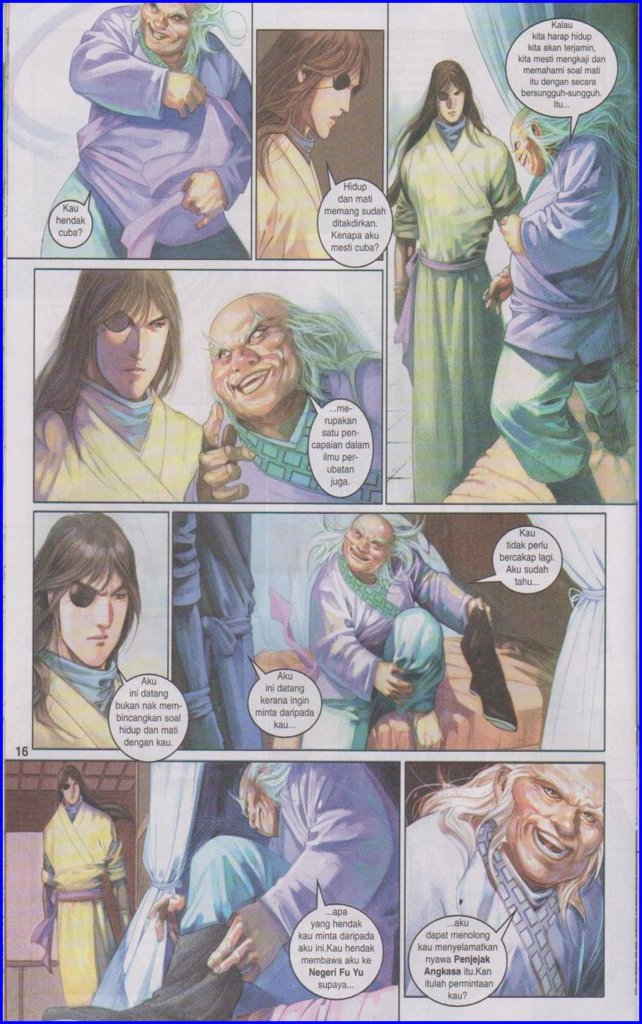 Kau
hendak
cuba?
Hidup
dan mati
memang sudah
ditakdirkan.
Kenapa aku
mesti cuba?
Kalau
kita harap hidup
kita akan terjamin,
kita mesti mengkaji dan
memahami soal mati
itu dengan secara
bersungguh-sungguh.
Itu...
...me-
rupakan
satu pen-
capaian dalam
ilmu per-
ubatan
juga.
Aku
ini datang
bukan nak mem-
bincangkan soal
hidup dan mati
dengan kau.
Kau
tidak perlu
bercakap lagi.
Aku sudah
tahu...
Aku
ini datang
kerana ingin
minta daripada
kau...
16
...apa
yang hendak
kau minta daripada
aku ini.Kau hendak
membawa aku ke
Negeri Fu Yu
supaya...
...aku
dapat menolong
kau menyelamatkan
nyawa Penjejak
Angkasa itu.Kan
itulah permintaan
kau?